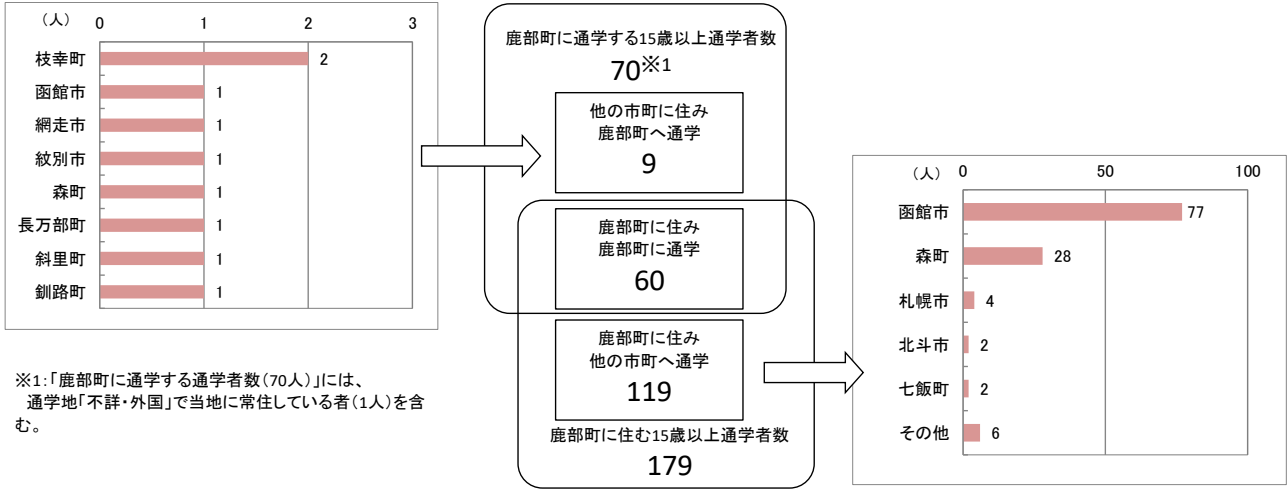 （人）
0 1 2 3
枝幸町 2
函館市 1
網走市 1
紋別市 1
森町 1
長万部町 1
斜里町 1
釧路町 1
※1：「鹿部町に通学する通学者数（70人）」には、
通学地「不詳・外国」で当地に常住している者（1人）を含
む。
鹿部町に通学する15歳以上通学者数
70※1
他の市町に住み
鹿部町へ通学
9
鹿部町に住み
鹿部町に通学
60
鹿部町に住み
他の市町へ通学
119
鹿部町に住む15歳以上通学者数
179
（人） 0 50 100
函館市 77
森町 28
札幌市 4
北斗市 2
七飯町 2
その他 6